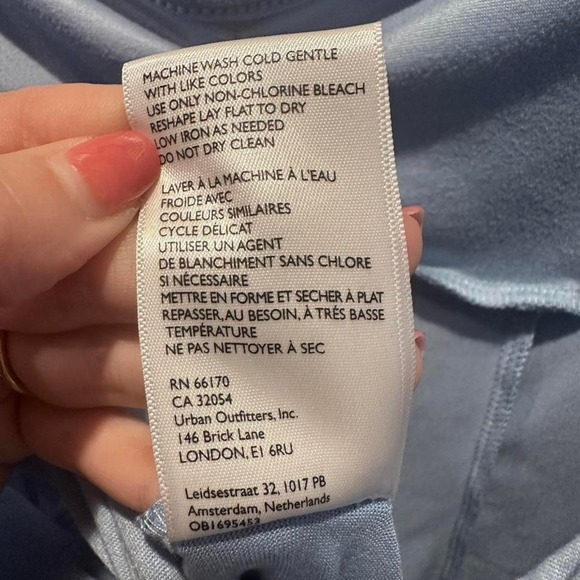 MACHINE WASH COLD GENTLE
WITH LIKE COLORS
USE ONLY NON-CHLORINE BLEACH
RESHAPE LAY FLAT TO DRY
LOW IRON AS NEEDED
DO NOT DRY CLEAN
LAVER À LA MACHINE À L'EAU
FROIDE AVEC
COULEURS SIMILAIRES
CYCLE DÉLICAT
UTILISER UN AGENT
DE BLANCHIMENT SANS CHLORE
SI NÉCESSAIRE
METTRE EN FORME ET SECHER À PLAT
REPASSER, AU BESOIN, À TRÉS BASSE
TEMPÉRATURE
NE PAS NETTOYER À SEC
RN 66170
CA 32054
Urban Outfitters, Inc.
146 Brick Lane
LONDON, E1 6RU
Leidsestraat 32, 1017 PB
Amsterdam, Netherlands
OB1695453